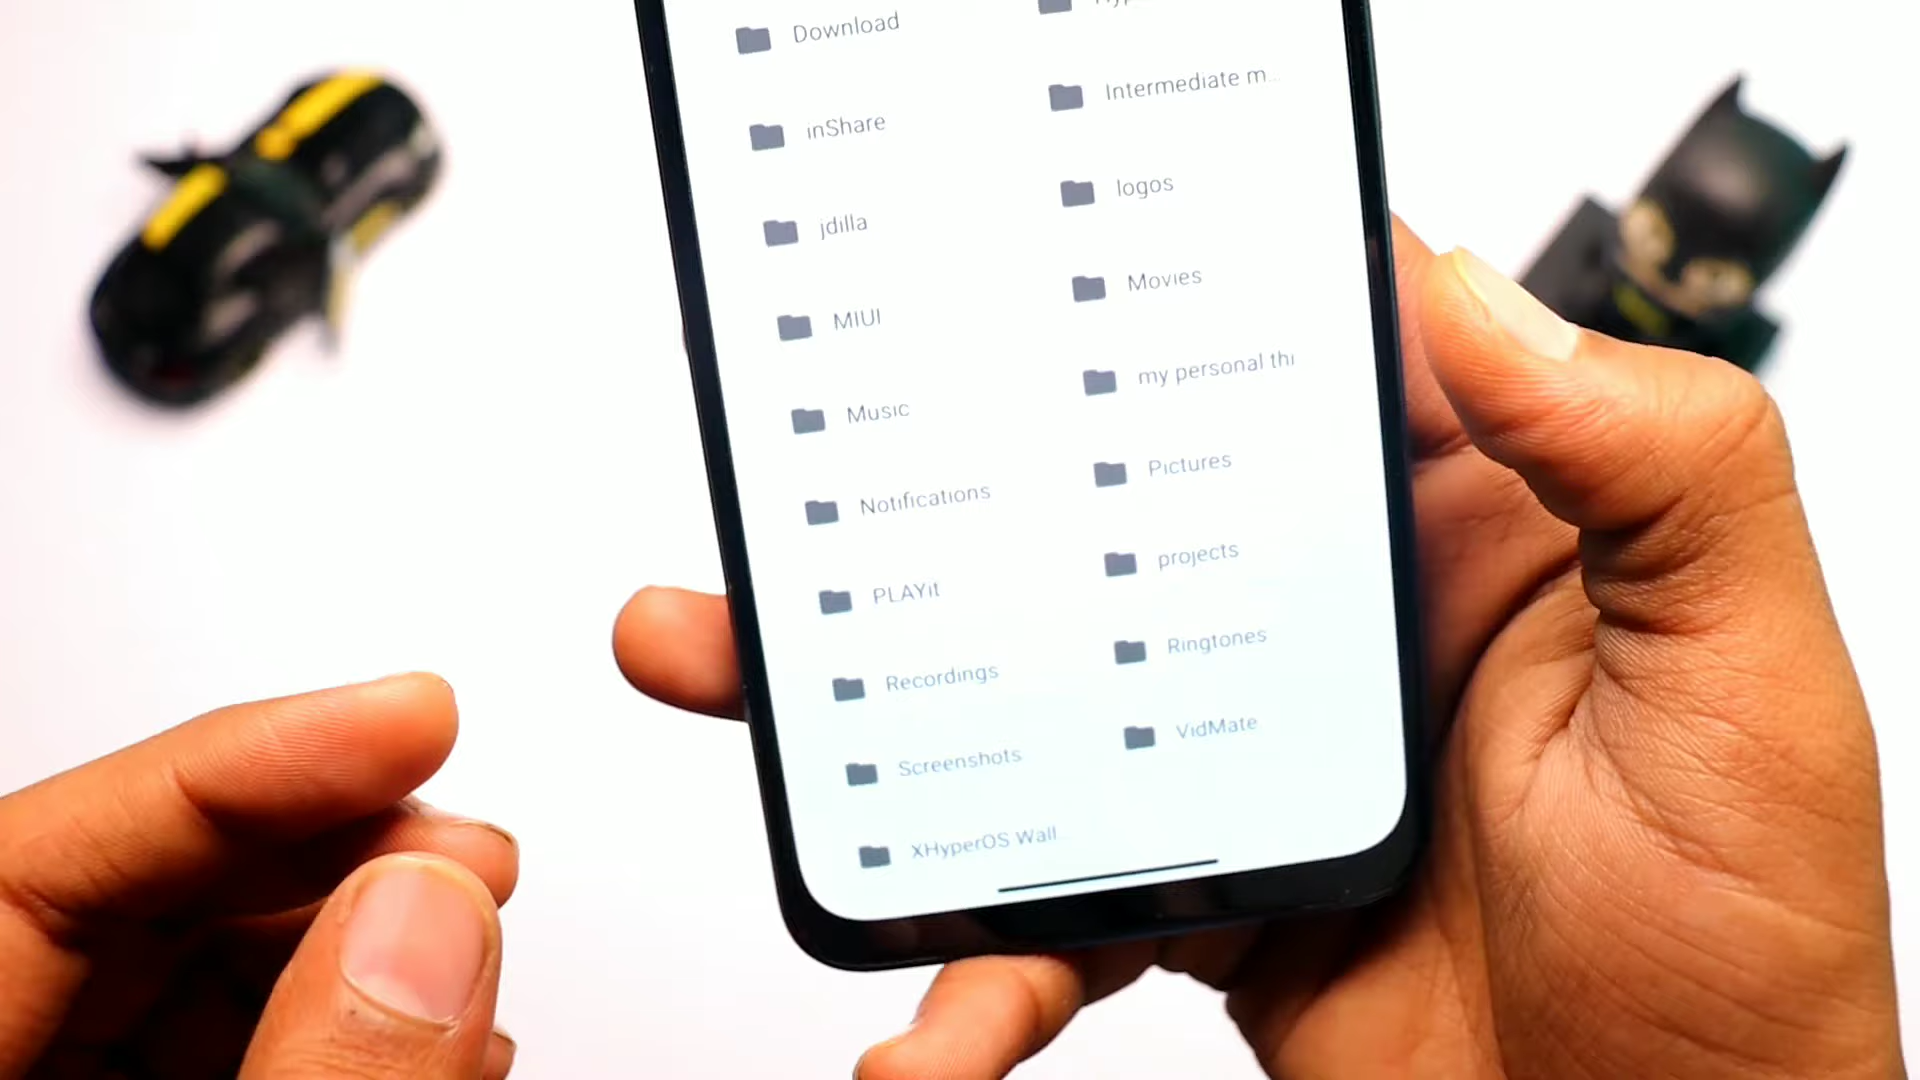 Download
Intermediate m...
inShare
logos
jdilla
Movies
MIUI
my personal thi
Music
Pictures
Notifications
projects
PLAYit
Ringtones
Recordings
VidMate
Screenshots
XHyperOS Wall